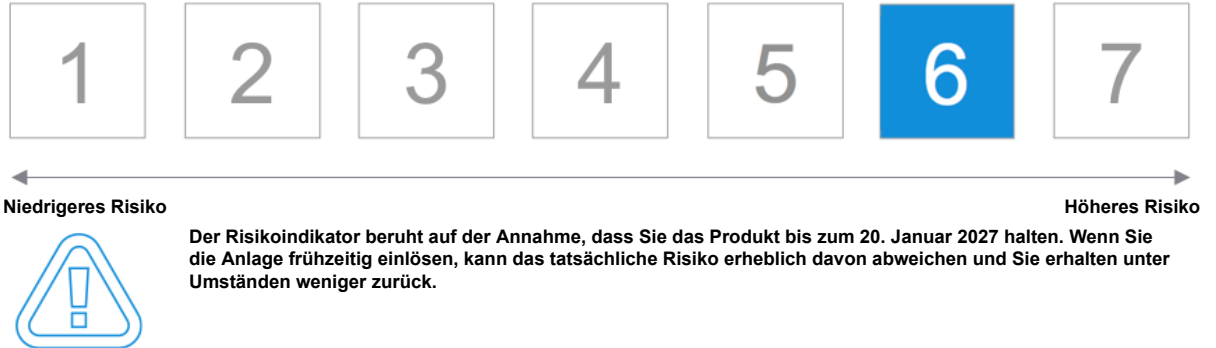 1 2 3 4 5 6 7
Niedrigeres Risiko Höheres Risiko
Der Risikoindikator beruht auf der Annahme, dass Sie das Produkt bis zum 20. Januar 2027 halten. Wenn Sie
die Anlage frühzeitig einlösen, kann das tatsächliche Risiko erheblich davon abweichen und Sie erhalten unter
Umständen weniger zurück.